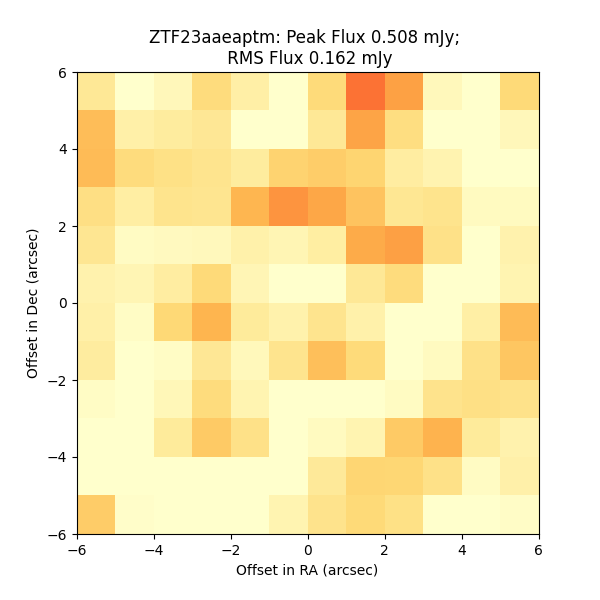 ZTF23aaeaptm: Peak Flux 0.508 mJy;
RMS Flux 0.162 mJy
6
4
2
0
−2
−4
−6
Offset in Dec (arcsec)
−6 −4 −2 0 2 4 6
Offset in RA (arcsec)